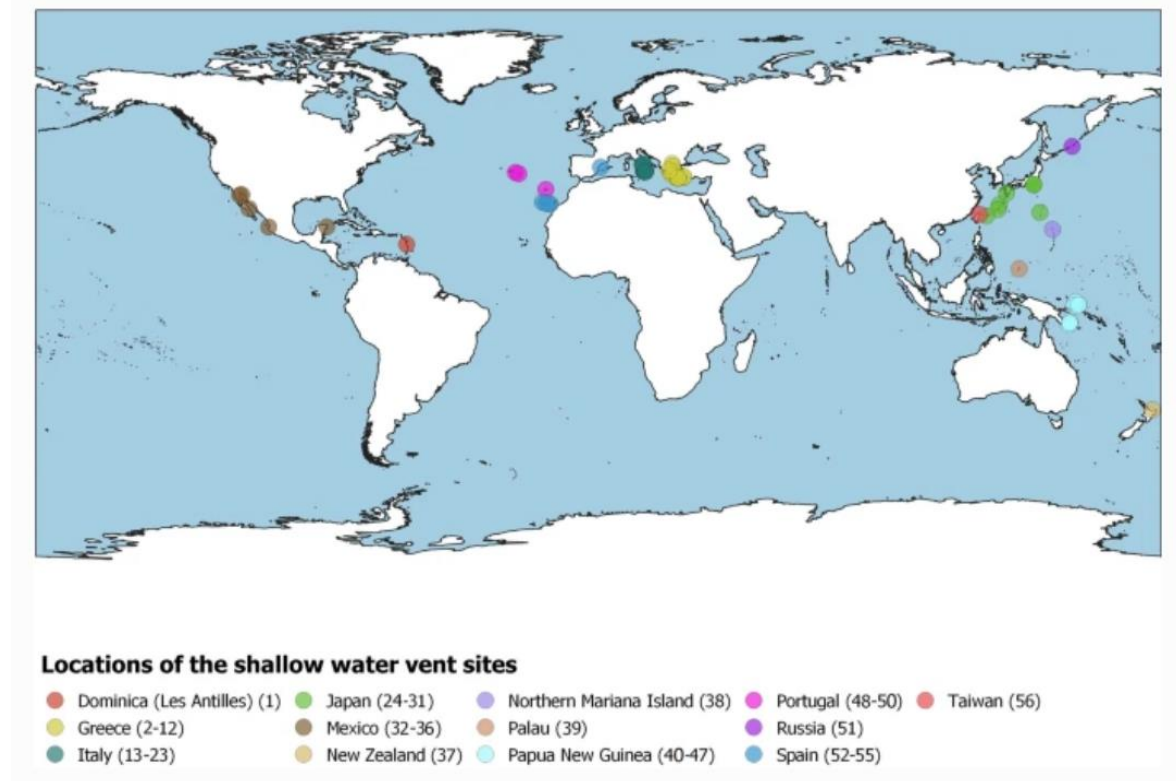 Locations of the shallow water vent sites
Dominica (Les Antilles) (1) Japan (24-31) Northern Mariana Island (38) Portugal (48-50) Taiwan (56)
Greece (2-12) Mexico (32-36) Palau (39) Russia (51)
Italy (13-23) New Zealand (37) Papua New Guinea (40-47) Spain (52-55)